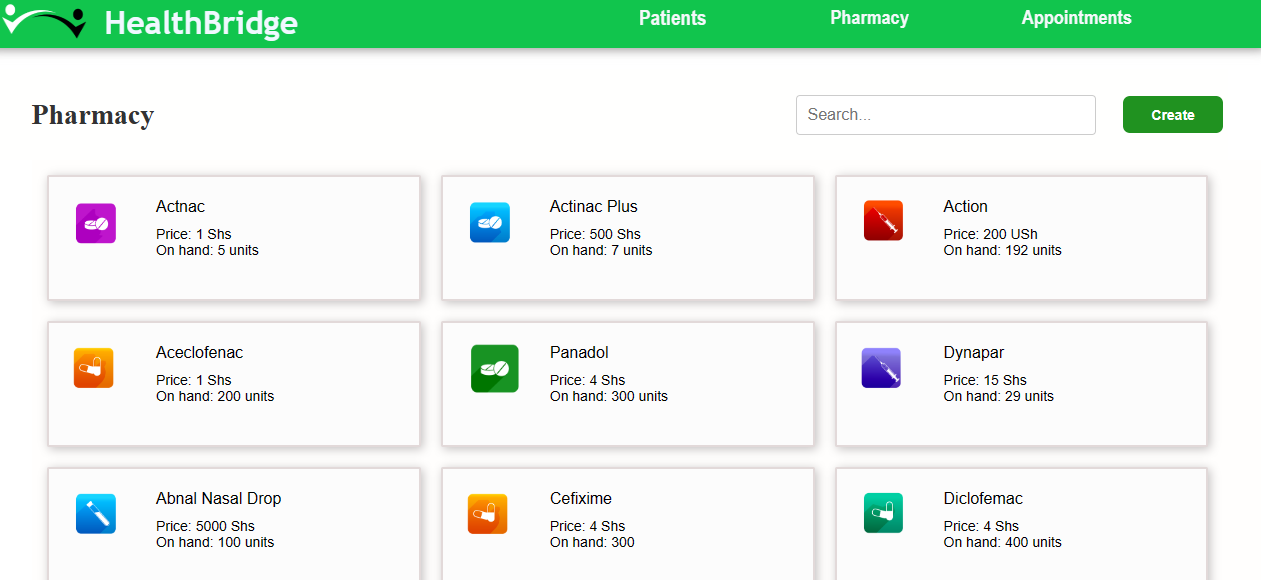 HealthBridge
Patients
Pharmacy
Appointments
Pharmacy
Search...
Create
Actnac
Price: 1 Shs
On hand: 5 units
Actinac Plus
Price: 500 Shs
On hand: 7 units
Action
Price: 200 USh
On hand: 192 units
Aceclofenac
Price: 1 Shs
On hand: 200 units
Panadol
Price: 4 Shs
On hand: 300 units
Dynapar
Price: 15 Shs
On hand: 29 units
Abnal Nasal Drop
Price: 5000 Shs
On hand: 100 units
Cefixime
Price: 4 Shs
On hand: 300
Diclofemac
Price: 4 Shs
On hand: 400 units